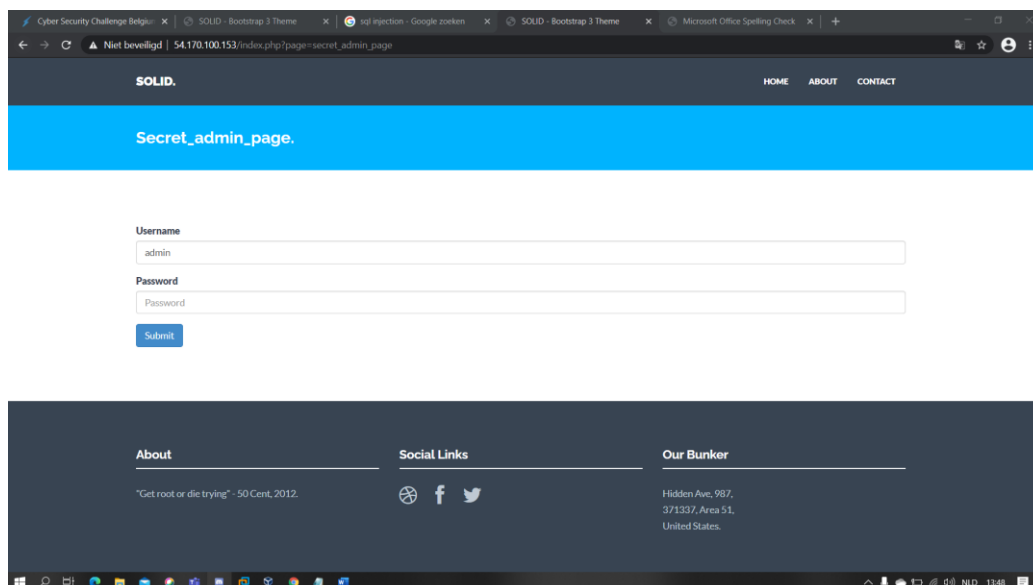 Cyber Security Challenge Belgiu
SOLID - Bootstrap 3 Theme
sql injection - Google zoeken
SOLID - Bootstrap 3 Theme
Microsoft Office Spelling Check
Niet beveiligd | 54.170.100.153/index.php?page=secret_admin_page
SOLID.
HOME ABOUT CONTACT
Secret_admin_page.
Username
admin
Password
Password
Submit
About
"Get root or die trying" - 50 Cent, 2012.
Social Links
Our Bunker
Hidden Ave, 987,
371337, Area 51,
United States.
NLD 13:48